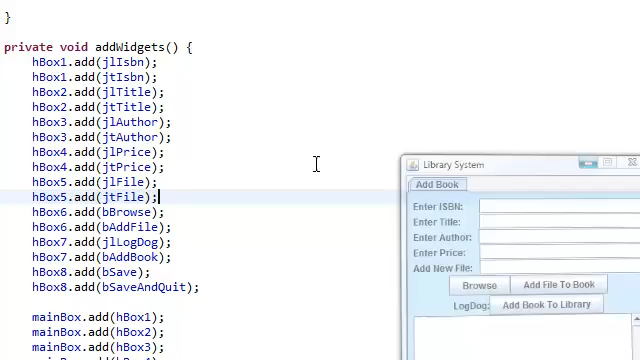 }
private void addWidgets() {
hBox1.add(jlIsbn);
hBox1.add(jtIsbn);
hBox2.add(jlTitle);
hBox2.add(jtTitle);
hBox3.add(jlAuthor);
hBox3.add(jtAuthor);
hBox4.add(jlPrice);
hBox4.add(jtPrice);
hBox5.add(jlFile);
hBox5.add(jtFile);
hBox6.add(bBrowse);
hBox6.add(bAddFile);
hBox7.add(jlLogDog);
hBox7.add(bAddBook);
hBox8.add(bSave);
hBox8.add(bSaveAndQuit);
mainBox.add(hBox1);
mainBox.add(hBox2);
mainBox.add(hBox3);
Library System
Add Book
Enter ISBN:
Enter Title:
Enter Author:
Enter Price:
Add New File:
Browse Add File To Book
LogDog: Add Book To Library